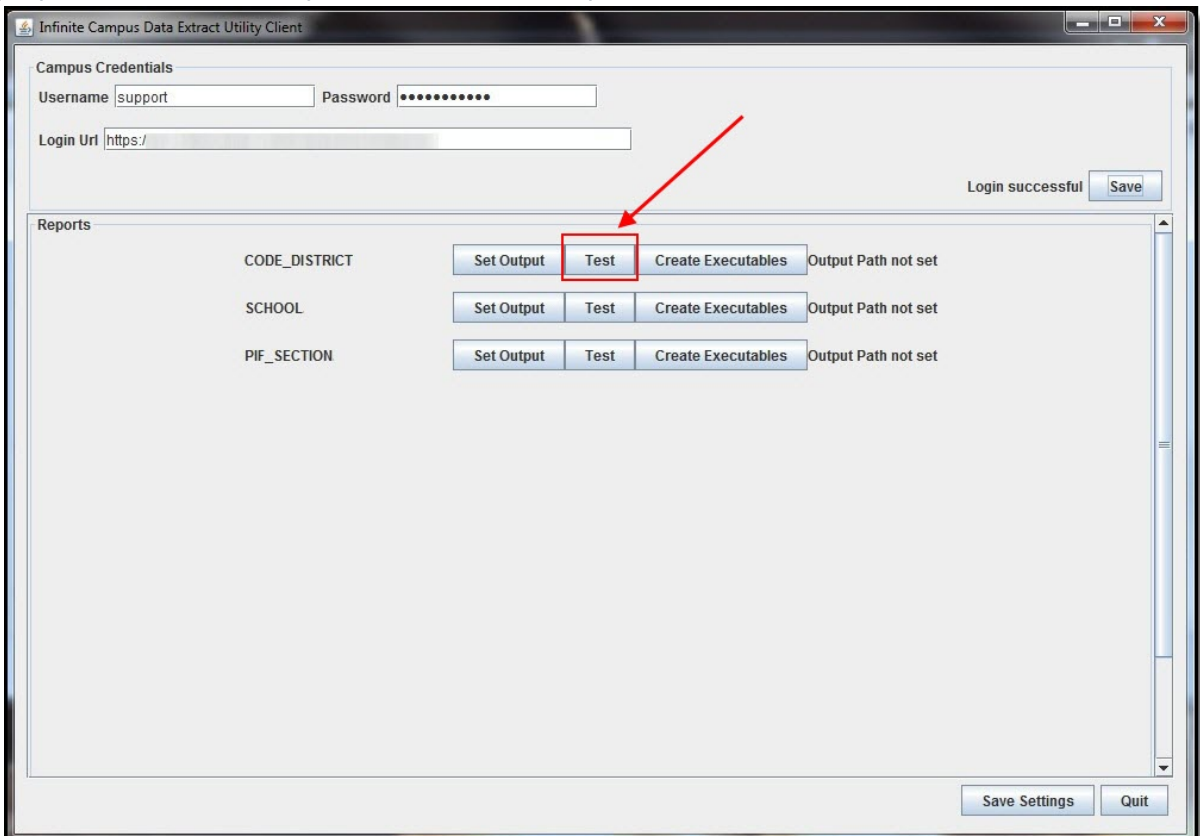 Infinite Campus Data Extract Utility Client
Campus Credentials
Username support Password •••••••••••
Login Url https:/
Login successful Save
Reports
CODE_DISTRICT Set Output Test Create Executables Output Path not set
SCHOOL Set Output Test Create Executables Output Path not set
PIF_SECTION Set Output Test Create Executables Output Path not set
Save Settings Quit